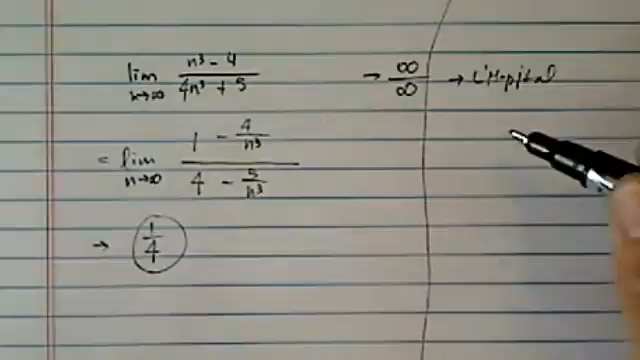 lim n→∞ (n³ - 4)/(4n³ + 5) → ∞/∞ → L'Hopital
= lim n→∞ (1 - 4/n³)/(4 - 5/n³)
→ 1/4